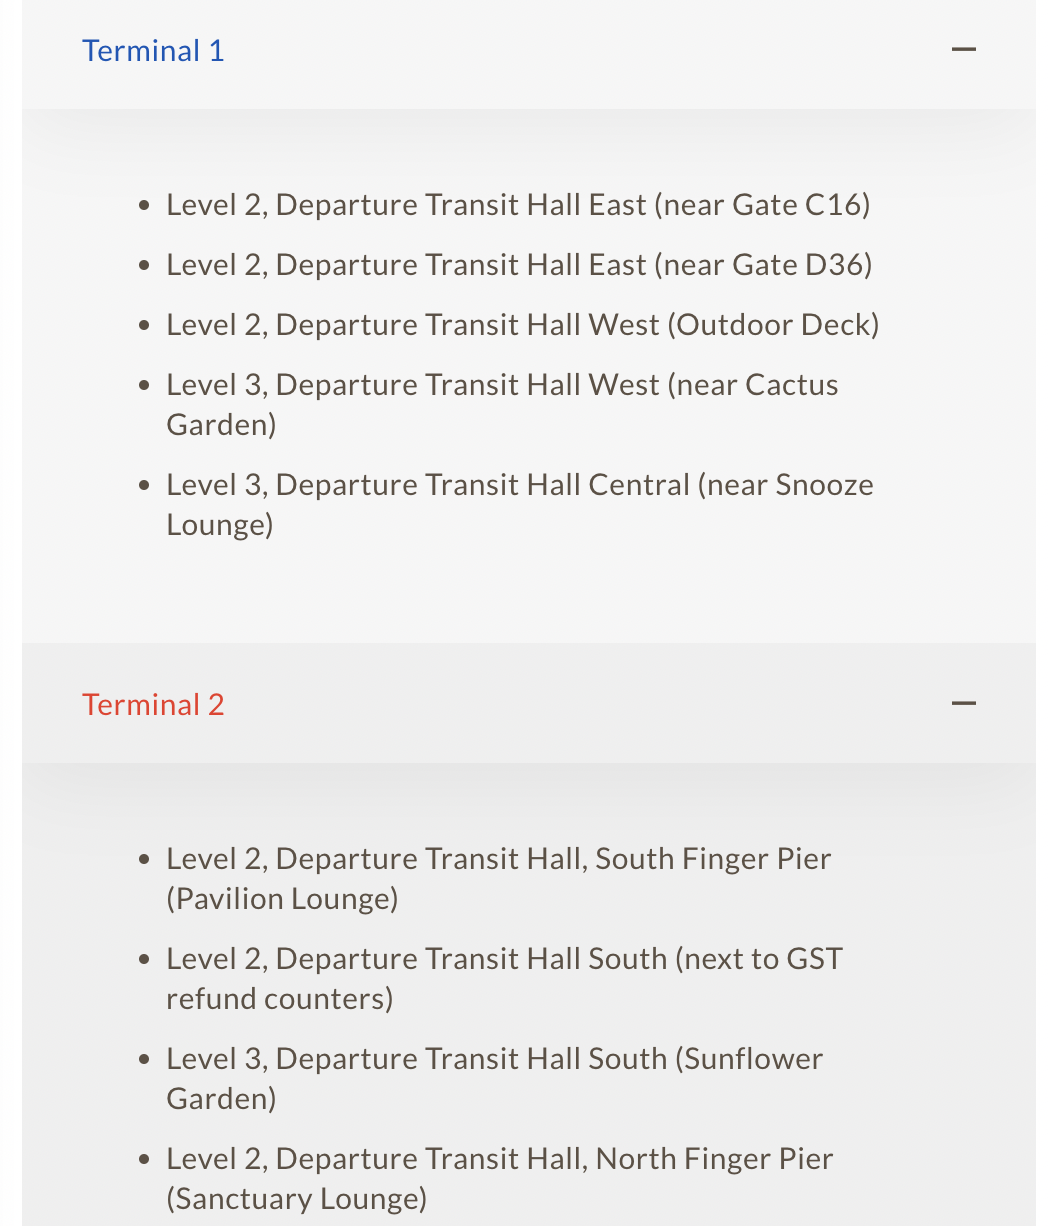 Terminal 1
Level 2, Departure Transit Hall East (near Gate C16)
Level 2, Departure Transit Hall East (near Gate D36)
Level 2, Departure Transit Hall West (Outdoor Deck)
Level 3, Departure Transit Hall West (near Cactus
Garden)
Level 3, Departure Transit Hall Central (near Snooze
Lounge)
Terminal 2
Level 2, Departure Transit Hall, South Finger Pier
(Pavilion Lounge)
Level 2, Departure Transit Hall South (next to GST
refund counters)
Level 3, Departure Transit Hall South (Sunflower
Garden)
Level 2, Departure Transit Hall, North Finger Pier
(Sanctuary Lounge)